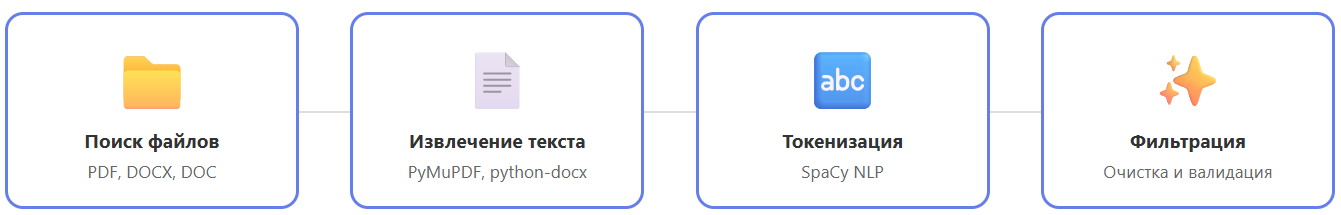 abc
Поиск файлов
Извлечение текста
Токенизация
Фильтрация
PDF, DOCX, DOC
PyMuPDF, python-docx
SpaCy NLP
Очистка и валидация